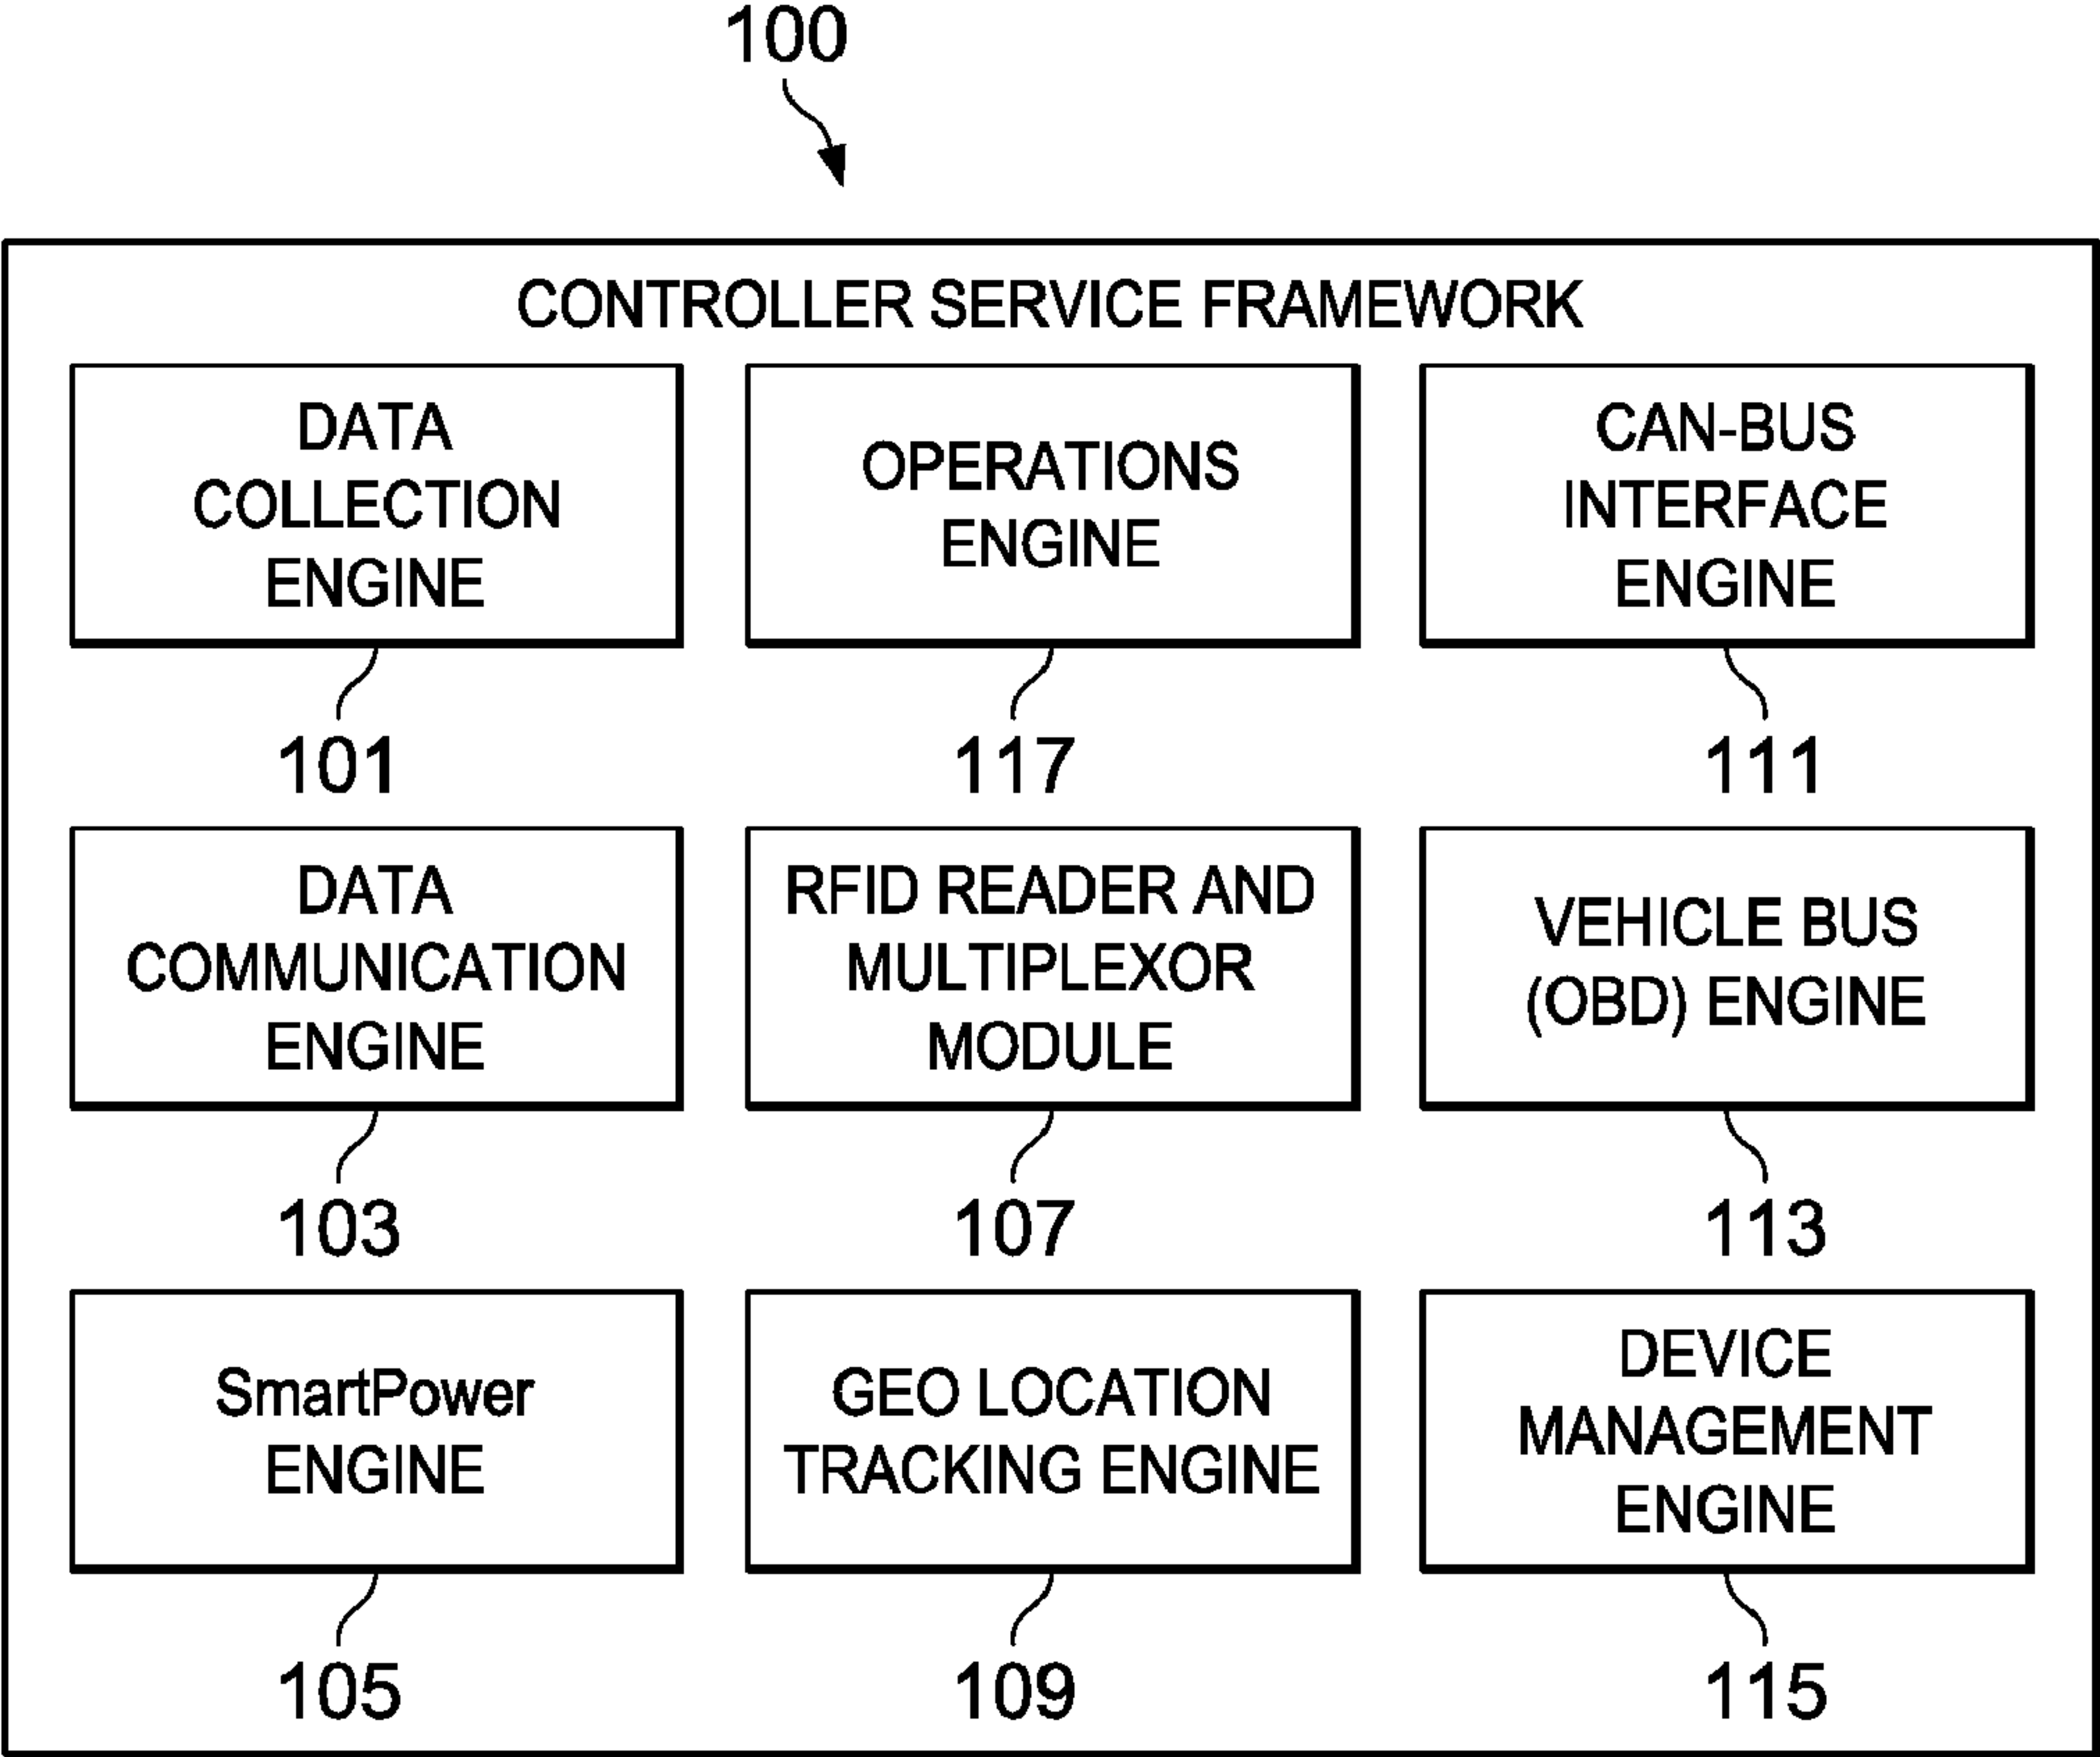 100
CONTROLLER SERVICE FRAMEWORK
DATA
COLLECTION
ENGINE
101
OPERATIONS
ENGINE
117
CAN-BUS
INTERFACE
ENGINE
111
DATA
COMMUNICATION
ENGINE
103
RFID READER AND
MULTIPLEXOR
MODULE
107
VEHICLE BUS
(OBD) ENGINE
113
SmartPower
ENGINE
105
GEO LOCATION
TRACKING ENGINE
109
DEVICE
MANAGEMENT
ENGINE
115